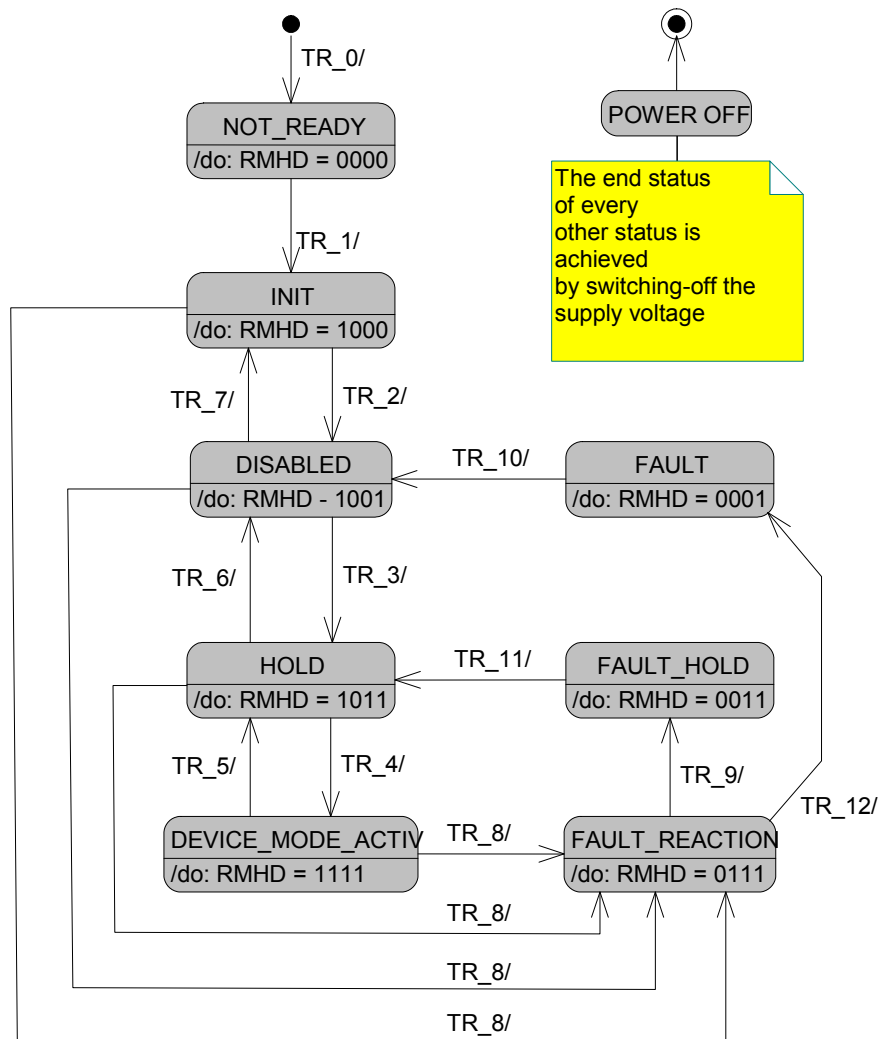 TR_0/
NOT_READY
/do: RMHD = 0000
POWER OFF
The end status
of every
other status is
achieved
by switching-off the
supply voltage
TR_1/
INIT
/do: RMHD = 1000
TR_7/
TR_2/
DISABLED
/do: RMHD - 1001
TR_10/
FAULT
/do: RMHD = 0001
TR_6/
TR_3/
HOLD
/do: RMHD = 1011
TR_11/
FAULT_HOLD
/do: RMHD = 0011
TR_5/
TR_4/
TR_9/
TR_12/
DEVICE_MODE_ACTIV
/do: RMHD = 1111
TR_8/
FAULT_REACTION
/do: RMHD = 0111
TR_8/
TR_8/
TR_8/